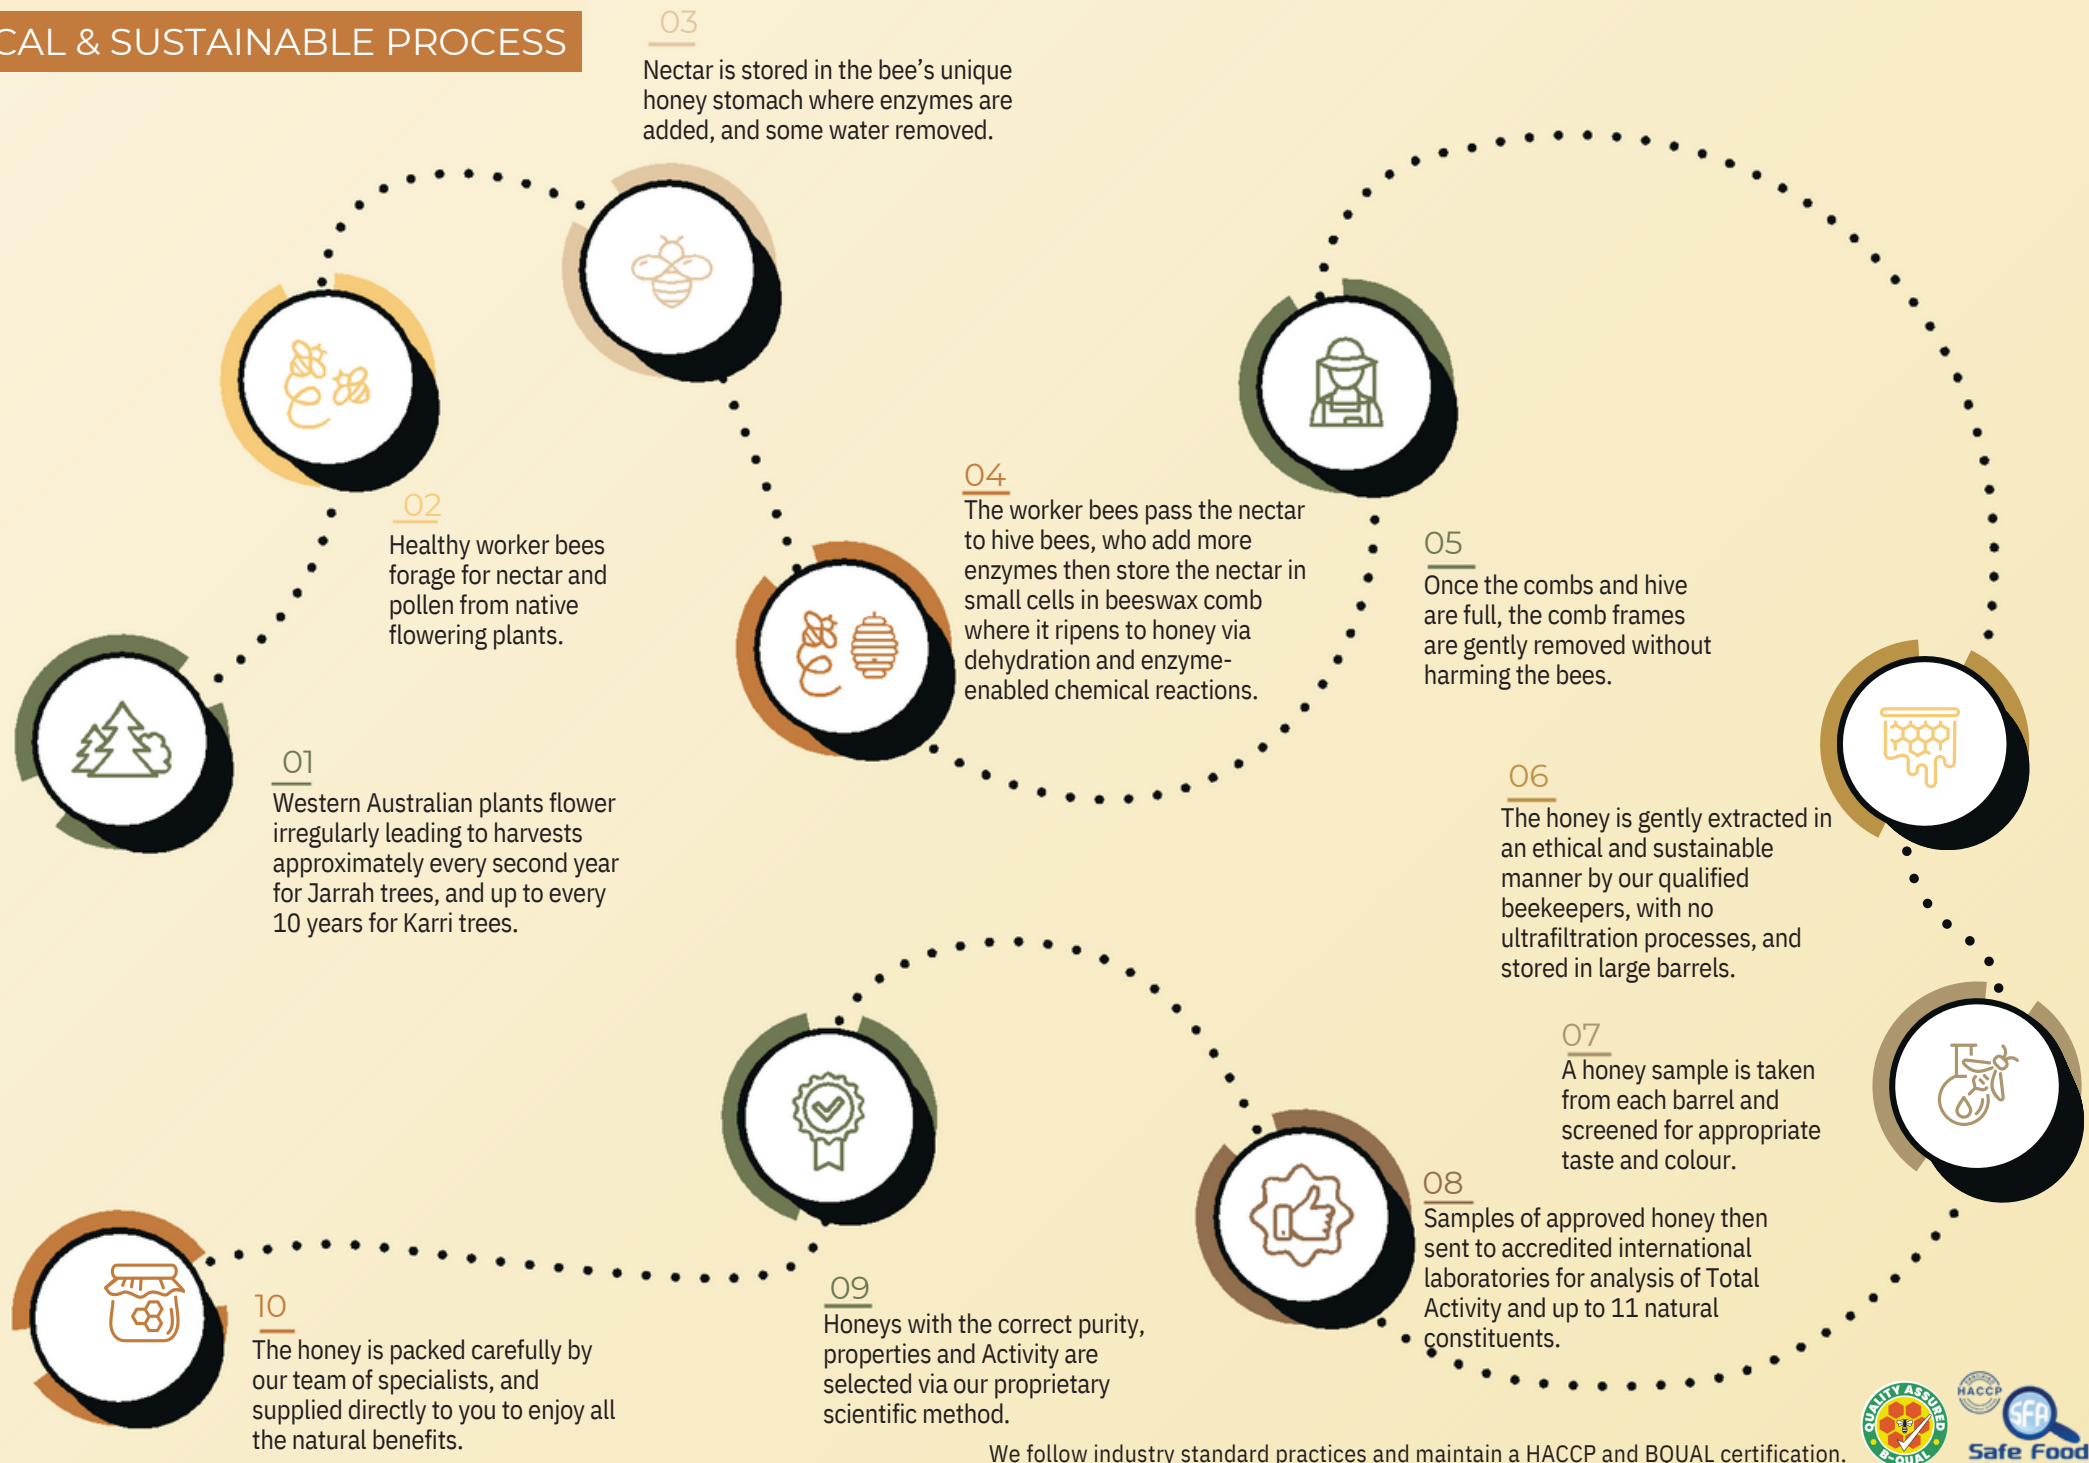 CAL & SUSTAINABLE PROCESS
03
Nectar is stored in the bee's unique
honey stomach where enzymes are
added, and some water removed.
02
Healthy worker bees
forage for nectar and
pollen from native
flowering plants.
04
The worker bees pass the nectar
to hive bees, who add more
enzymes then store the nectar in
small cells in beeswax comb
where it ripens to honey via
dehydration and enzyme-
enabled chemical reactions.
05
Once the combs and hive
are full, the comb frames
are gently removed without
harming the bees.
01
Western Australian plants flower
irregularly leading to harvests
approximately every second year
for Jarrah trees, and up to every
10 years for Karri trees.
06
The honey is gently extracted in
an ethical and sustainable
manner by our qualified
beekeepers, with no
ultrafiltration processes, and
stored in large barrels.
07
A honey sample is taken
from each barrel and
screened for appropriate
taste and colour.
08
Samples of approved honey then
sent to accredited international
laboratories for analysis of Total
Activity and up to 11 natural
constituents.
09
Honeys with the correct purity,
properties and Activity are
selected via our proprietary
scientific method.
10
The honey is packed carefully by
our team of specialists, and
supplied directly to you to enjoy all
the natural benefits.
We follow industry standard practices and maintain a HACCP and BQUAL certification.
QUALITY ASSURED
B-QUAL
HACCP
SFA
Safe Food